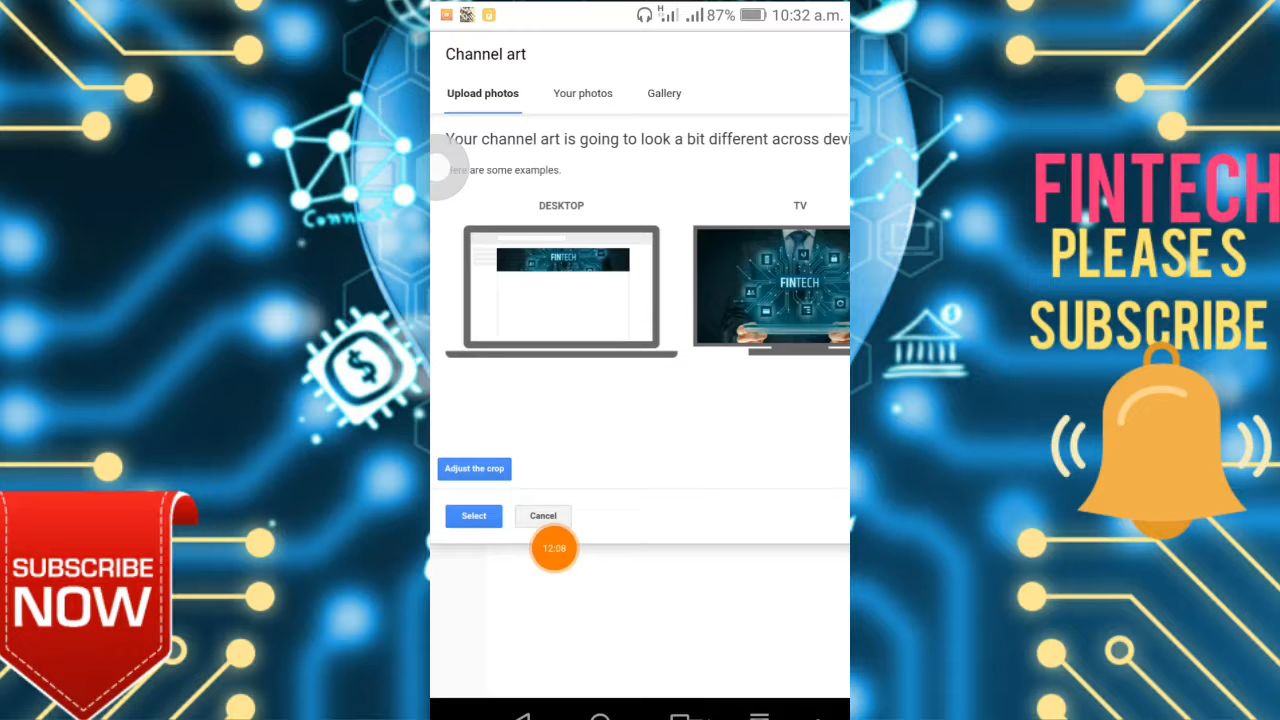 87% 10:32 a.m.
Channel art
Upload photos Your photos Gallery
Your channel art is going to look a bit different across devi
Here are some examples.
DESKTOP TV
FINTECH
FINTECH
Adjust the crop
Select Cancel
12:08
Connect
$
SUBSCRIBE
NOW
FINTECH
PLEASE S
SUBSCRIBE